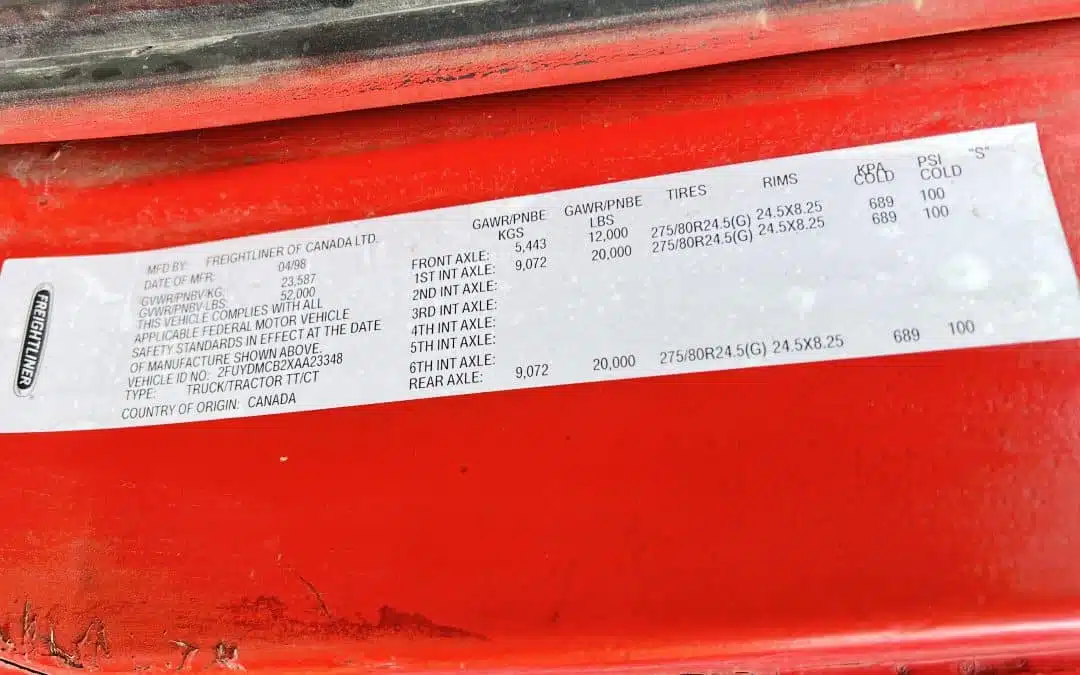 FREIGHTLINER
MFD BY: FREIGHTLINER OF CANADA LTD.
DATE OF MFR: 04/98
GVWR/PNBV/KG: 23,587
GVWR/PNBV-LBS: 52,000
THIS VEHICLE COMPLIES WITH ALL
APPLICABLE FEDERAL MOTOR VEHICLE
SAFETY STANDARDS IN EFFECT AT THE DATE
OF MANUFACTURE SHOWN ABOVE.
VEHICLE ID NO: 2FUYDMCB2XAA23348
TYPE: TRUCK/TRACTOR TT/CT
COUNTRY OF ORIGIN: CANADA
GAWR/PNBE KGS GAWR/PNBE LBS TIRES RIMS KPA COLD PSI COLD "S"
FRONT AXLE: 5,443 12,000 275/80R24.5(G) 24.5X8.25 689 100
1ST INT AXLE: 9,072 20,000 275/80R24.5(G) 24.5X8.25 689 100
2ND INT AXLE:
3RD INT AXLE:
4TH INT AXLE:
5TH INT AXLE:
6TH INT AXLE:
REAR AXLE: 9,072 20,000 275/80R24.5(G) 24.5X8.25 689 100